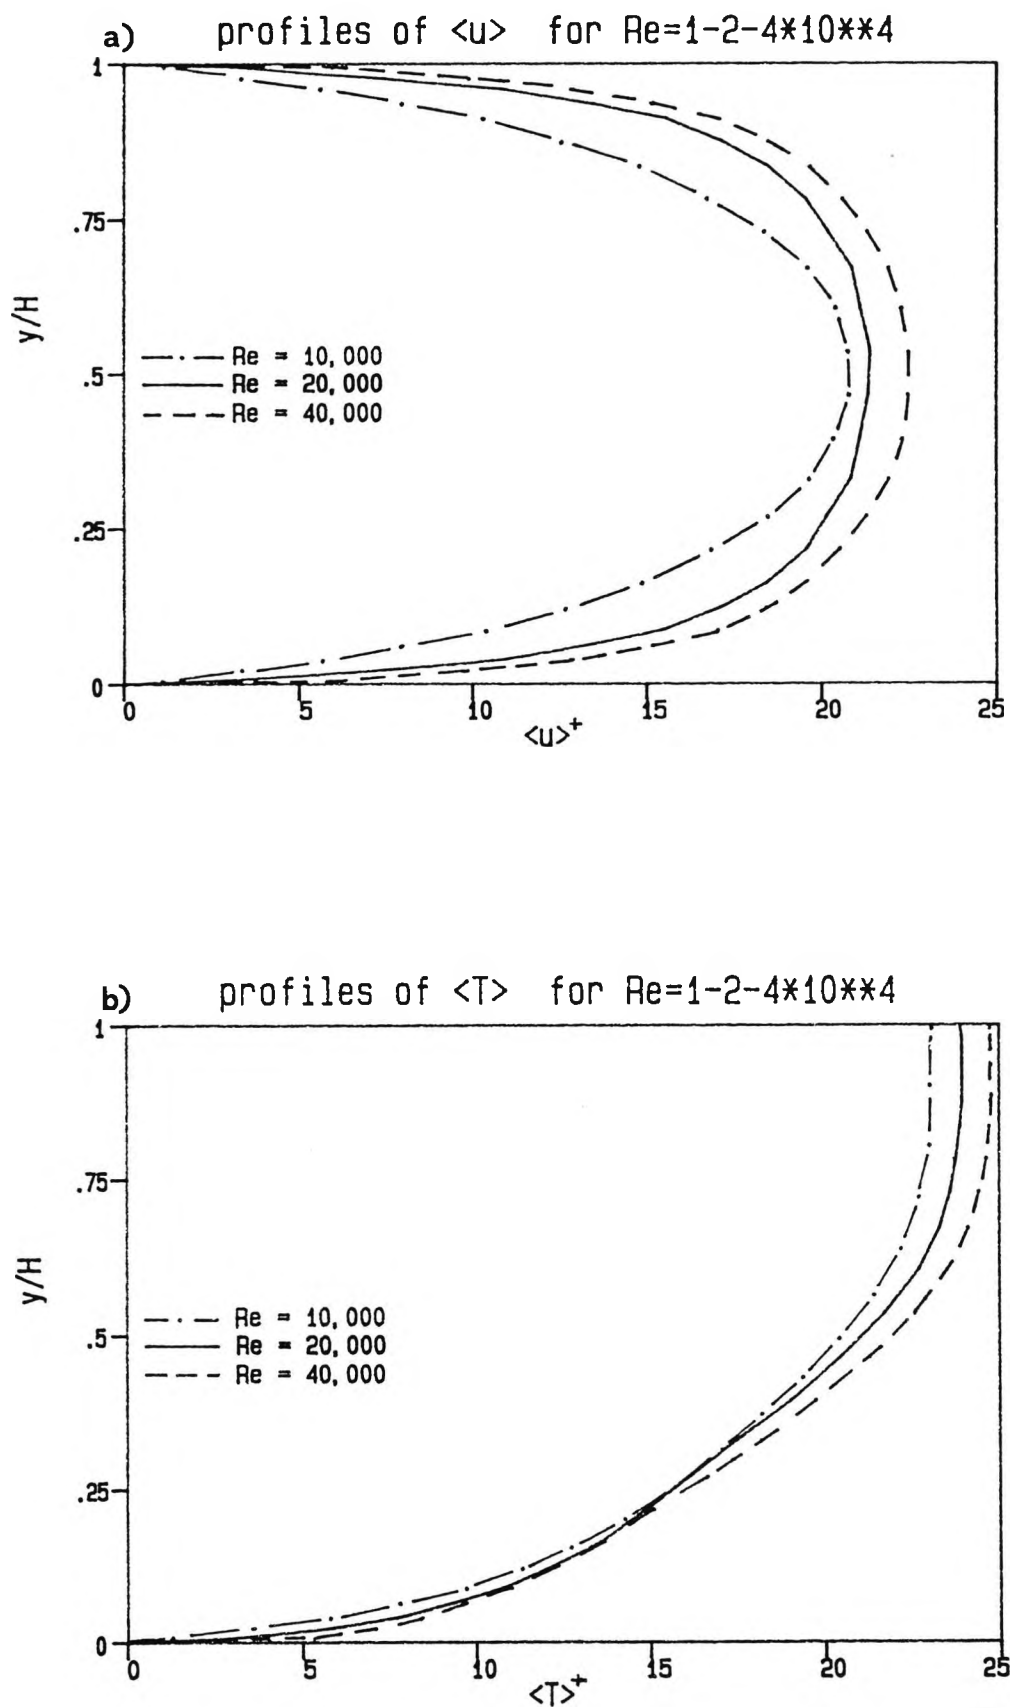 a) profiles of <u> for Re=1-2-4*10**4
1
.75
y/H
Re = 10,000
.5
Re = 20,000
Re = 40,000
.25
0
0 5 10 15 20 25
<u>+
b) profiles of <T> for Re=1-2-4*10**4
1
.75
y/H
Re = 10,000
.5
Re = 20,000
Re = 40,000
.25
0
0 5 10 15 20 25
<T>+